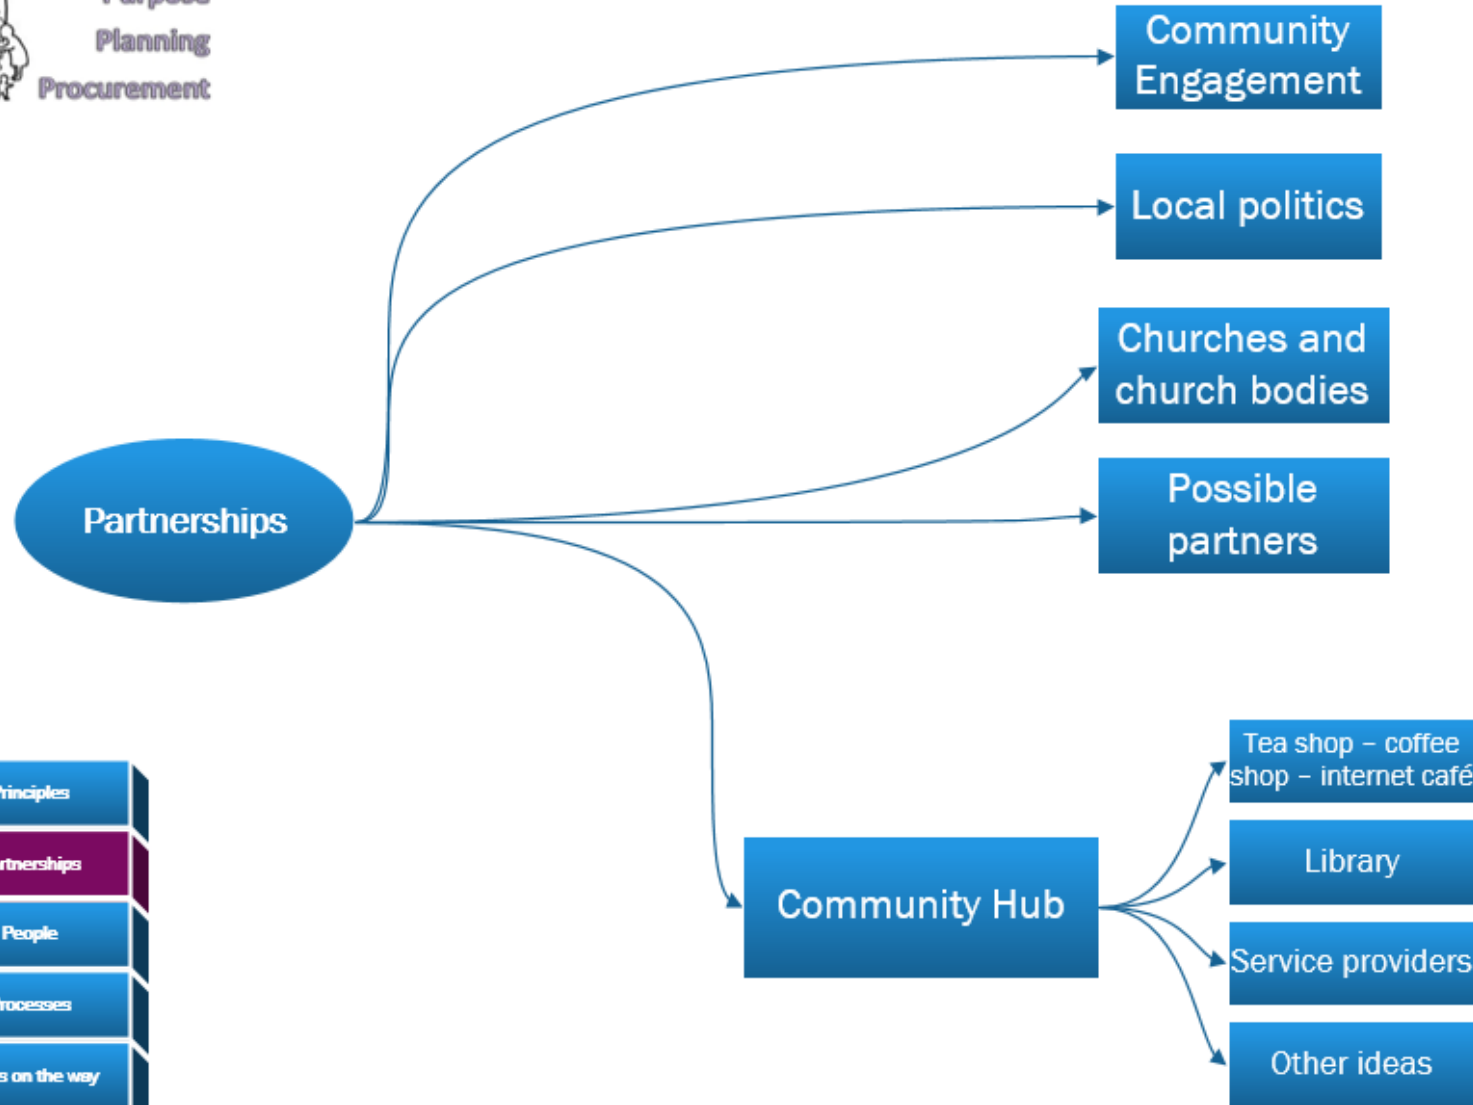 Purpose
Planning
Procurement
Community
Engagement
Local politics
Churches and
church bodies
Partnerships
Possible
partners
Tea shop – coffee
shop – internet café
Library
Community Hub
Service providers
Other ideas
rinciples
rtnerships
People
rocesses
s on the way